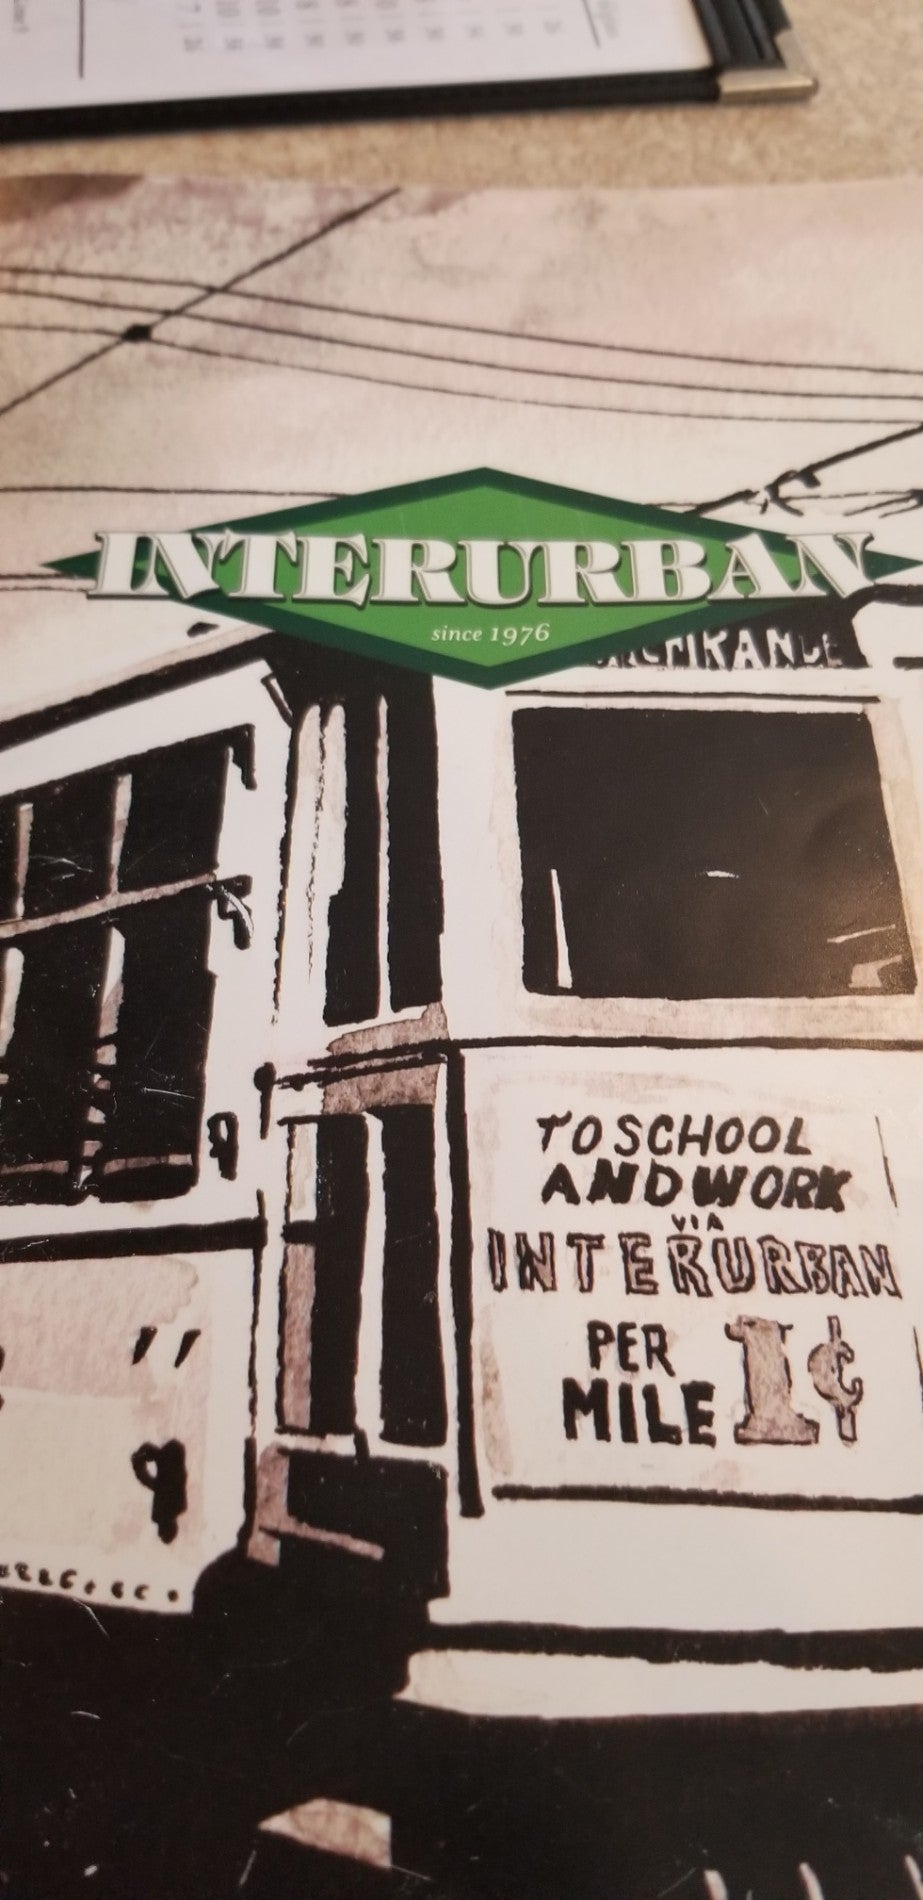 INTERURBAN
since 1976
TO SCHOOL
AND WORK
VIA
INTERURBAN
PER
MILE 1¢